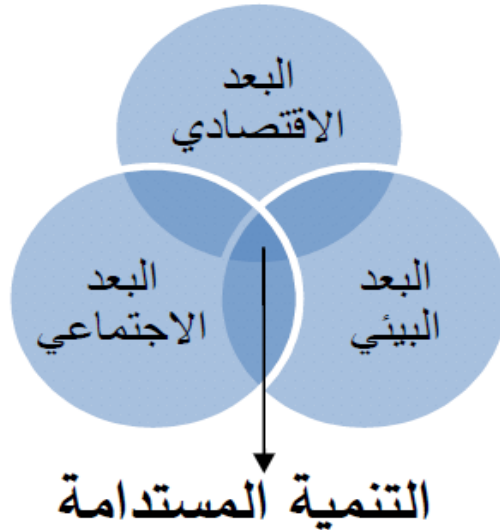 البعد
الاقتصادي
البعد
البيئي
البعد
الاجتماعي
التنمية المستدامة